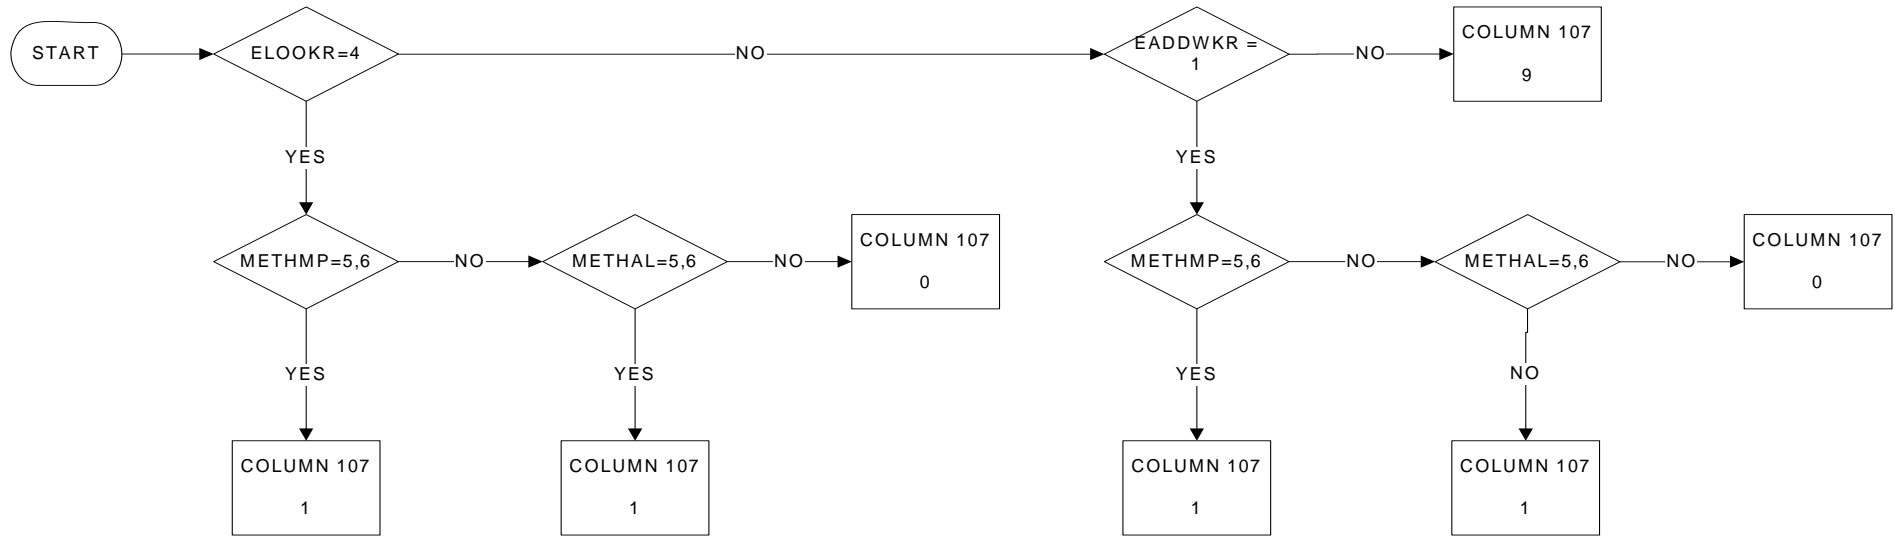 START
ELOOKR=4
NO
EADDWKR =
1
NO
COLUMN 107
9
YES
YES
METHMP=5,6
NO
METHAL=5,6
NO
COLUMN 107
0
METHMP=5,6
NO
METHAL=5,6
NO
COLUMN 107
0
YES
YES
YES
NO
COLUMN 107
1
COLUMN 107
1
COLUMN 107
1
COLUMN 107
1